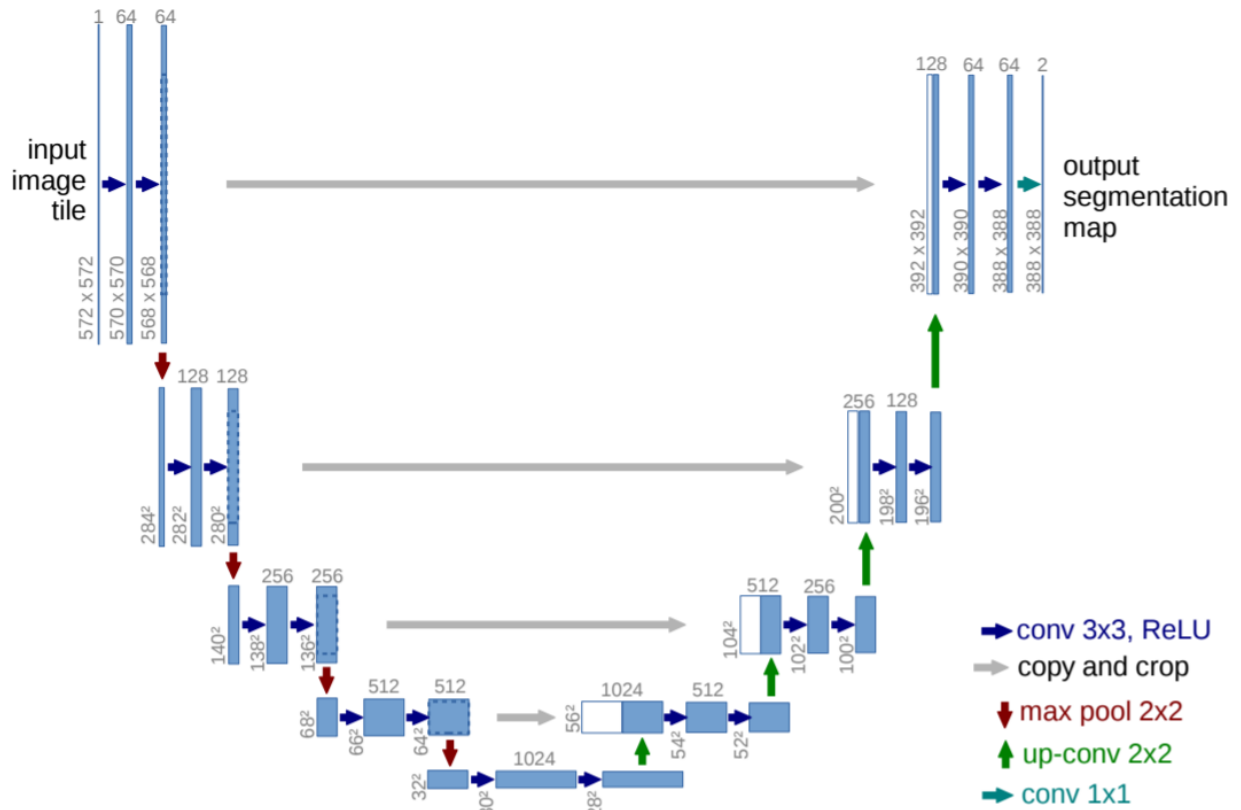 1
64
64
input
image
tile
572 x 572
570 x 570
568 x 568
128
64
64
2
392 x 392
390 x 390
388 x 388
388 x 388
output
segmentation
map
128
128
284²
282²
280²
256
128
200²
198²
196²
256
256
140²
138²
136²
512
256
104²
102²
100²
512
512
68²
66²
64²
1024
512
56²
54²
52²
1024
32²
conv 3x3, ReLU
copy and crop
max pool 2x2
up-conv 2x2
conv 1x1